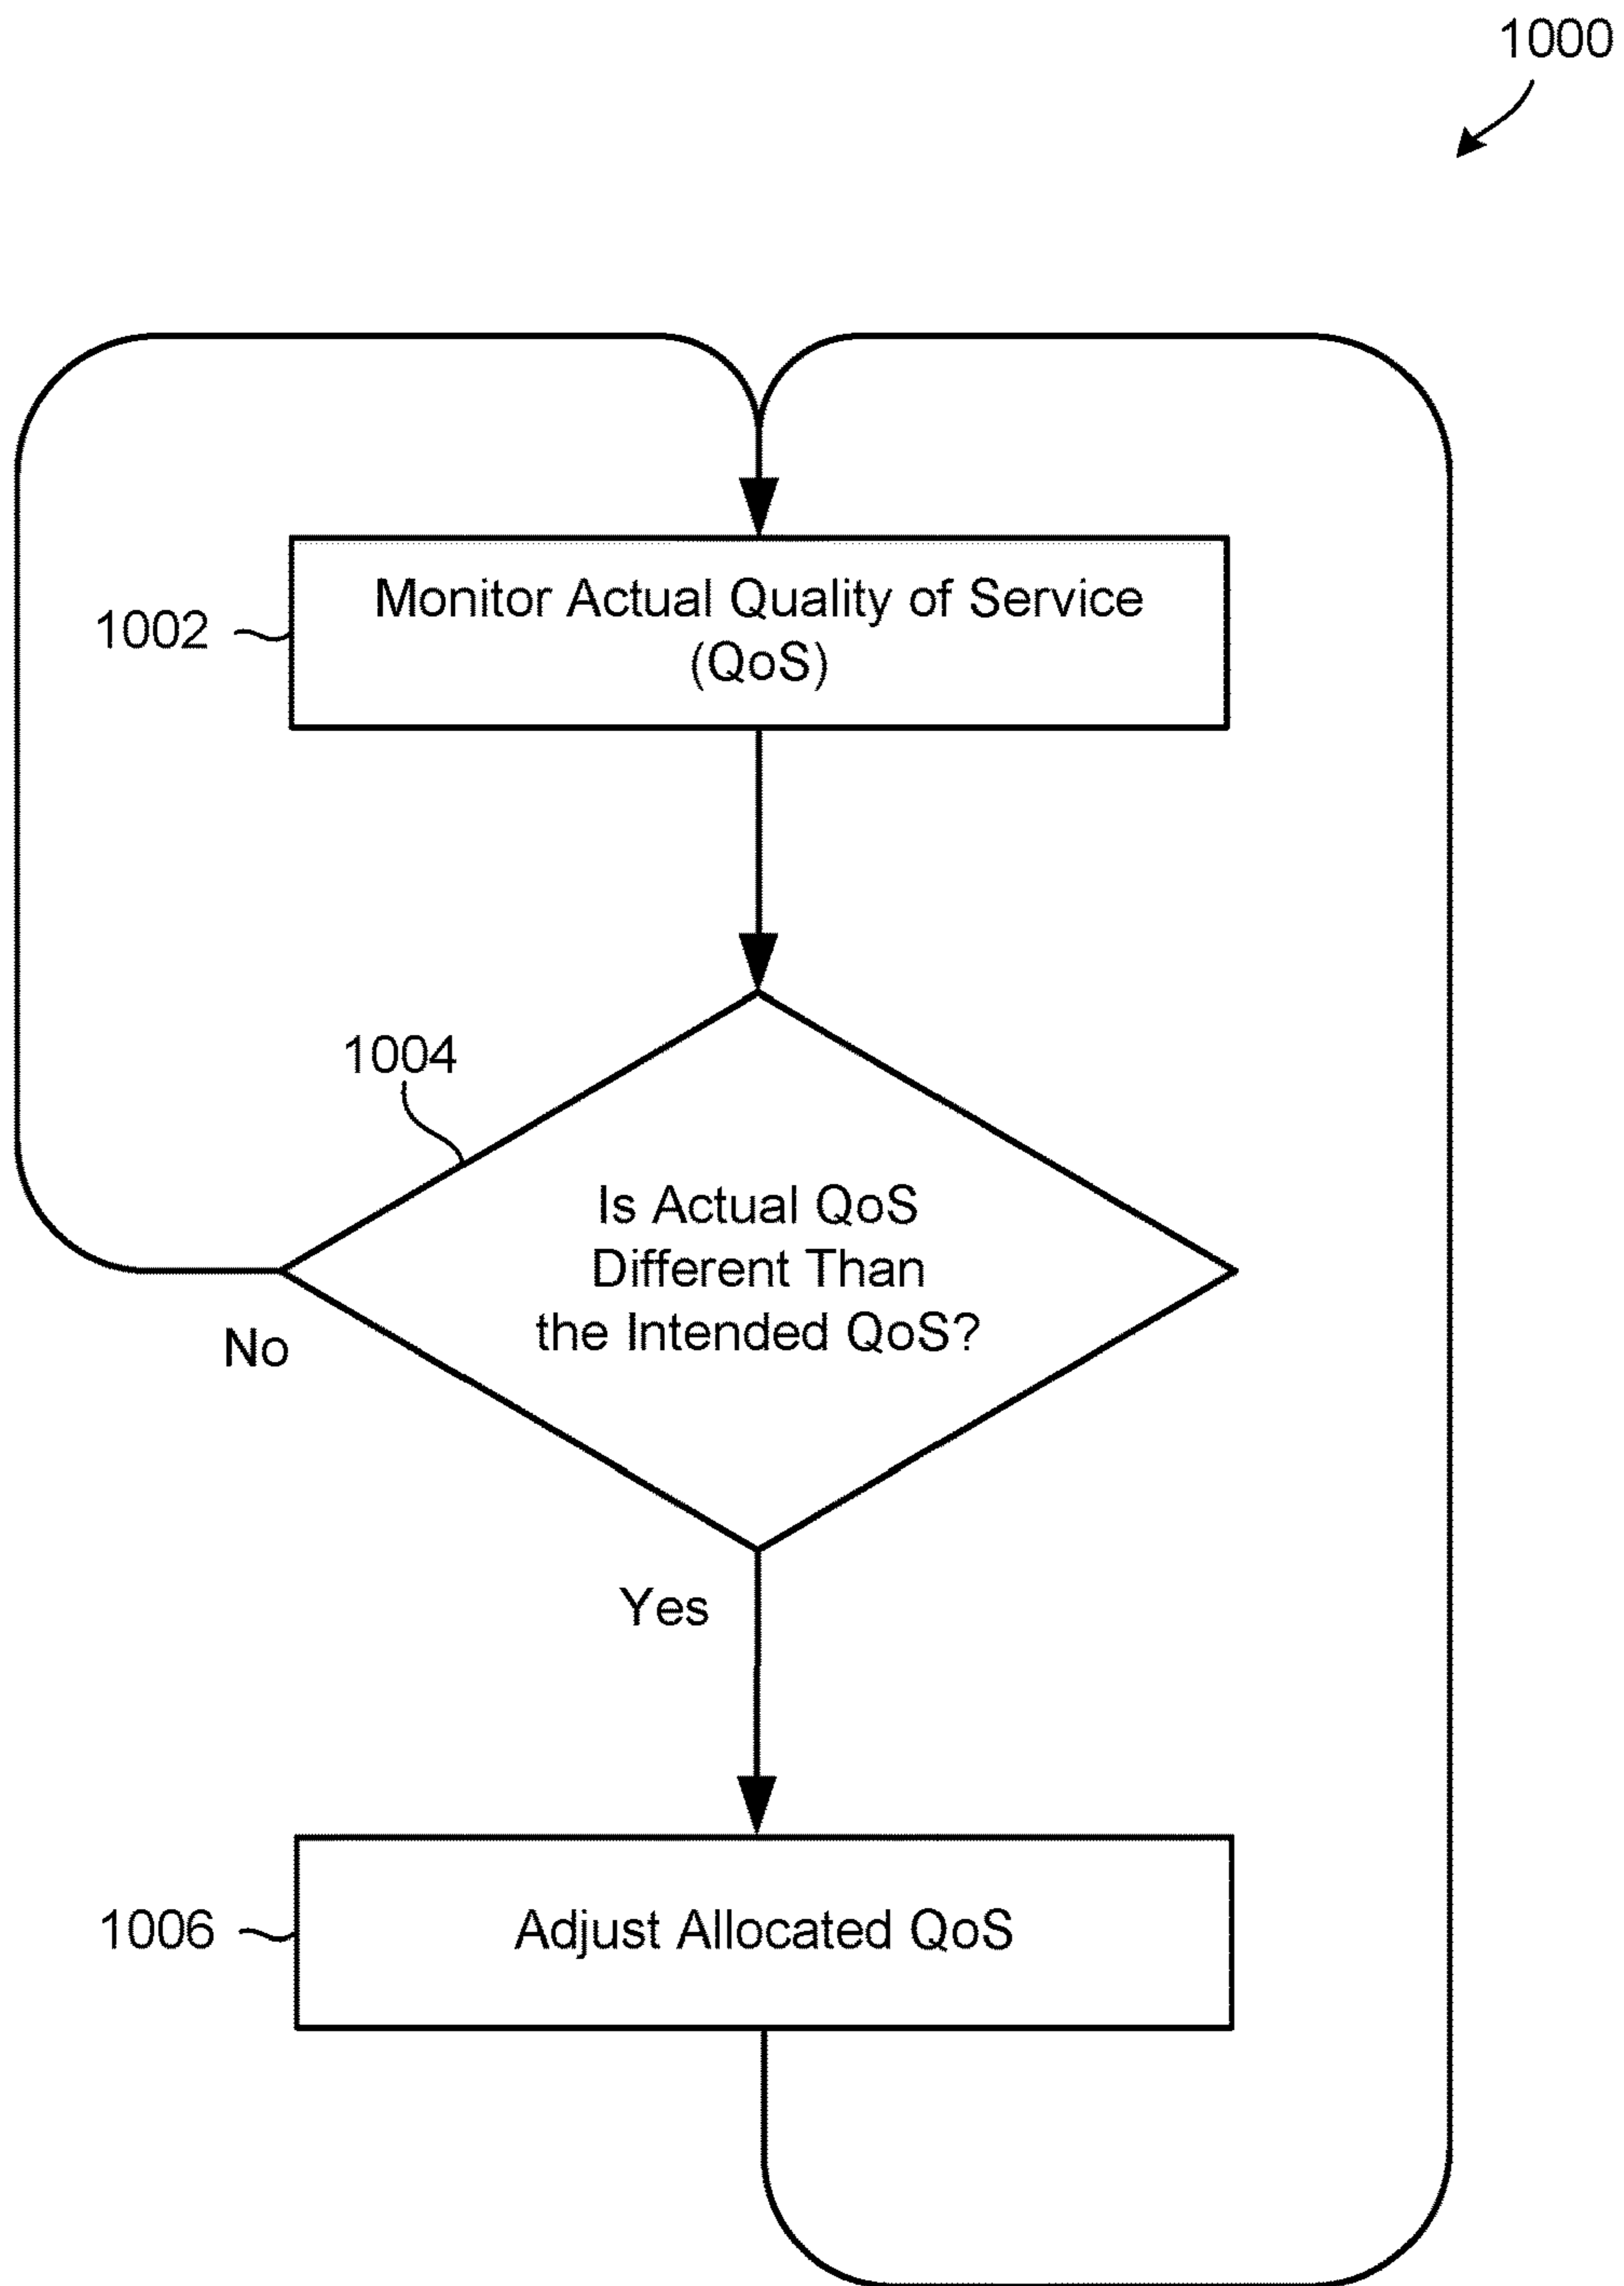 1000
Monitor Actual Quality of Service
(QoS)
1002
1004
Is Actual QoS
Different Than
the Intended QoS?
No
Yes
1006
Adjust Allocated QoS